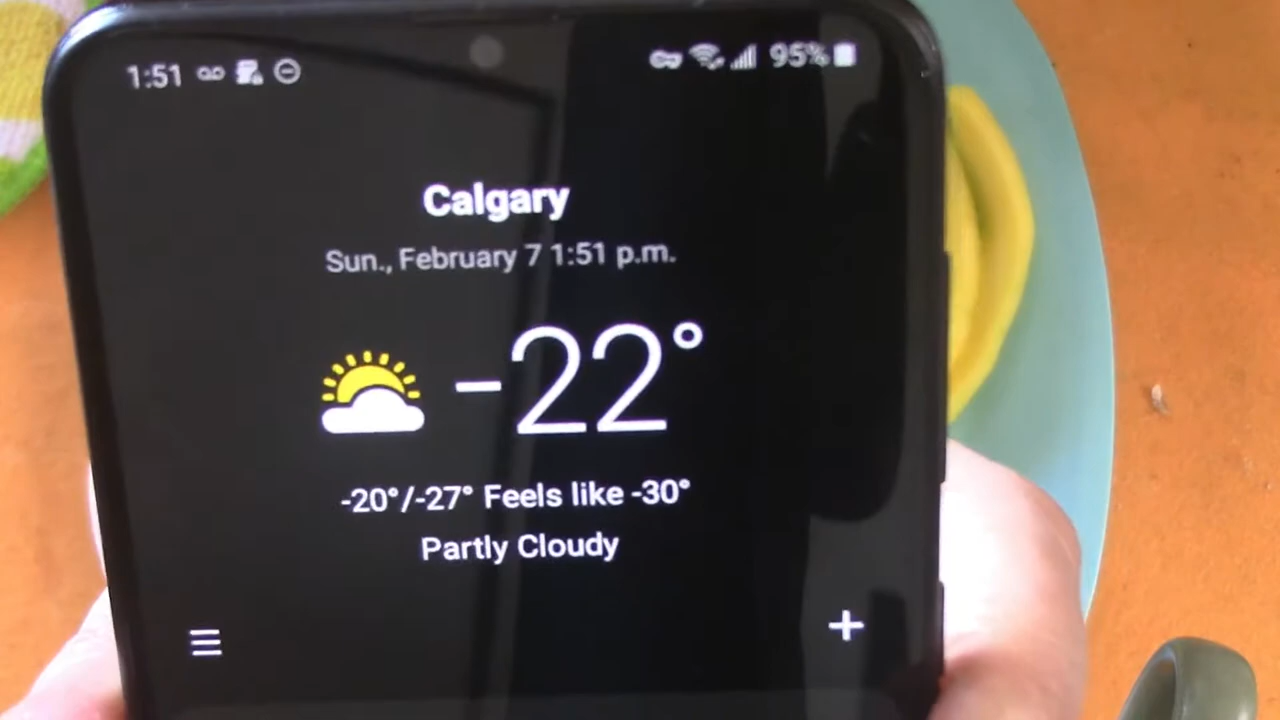 1:51 95%
Calgary
Sun., February 7 1:51 p.m.
-22°
-20°/-27° Feels like -30°
Partly Cloudy
+